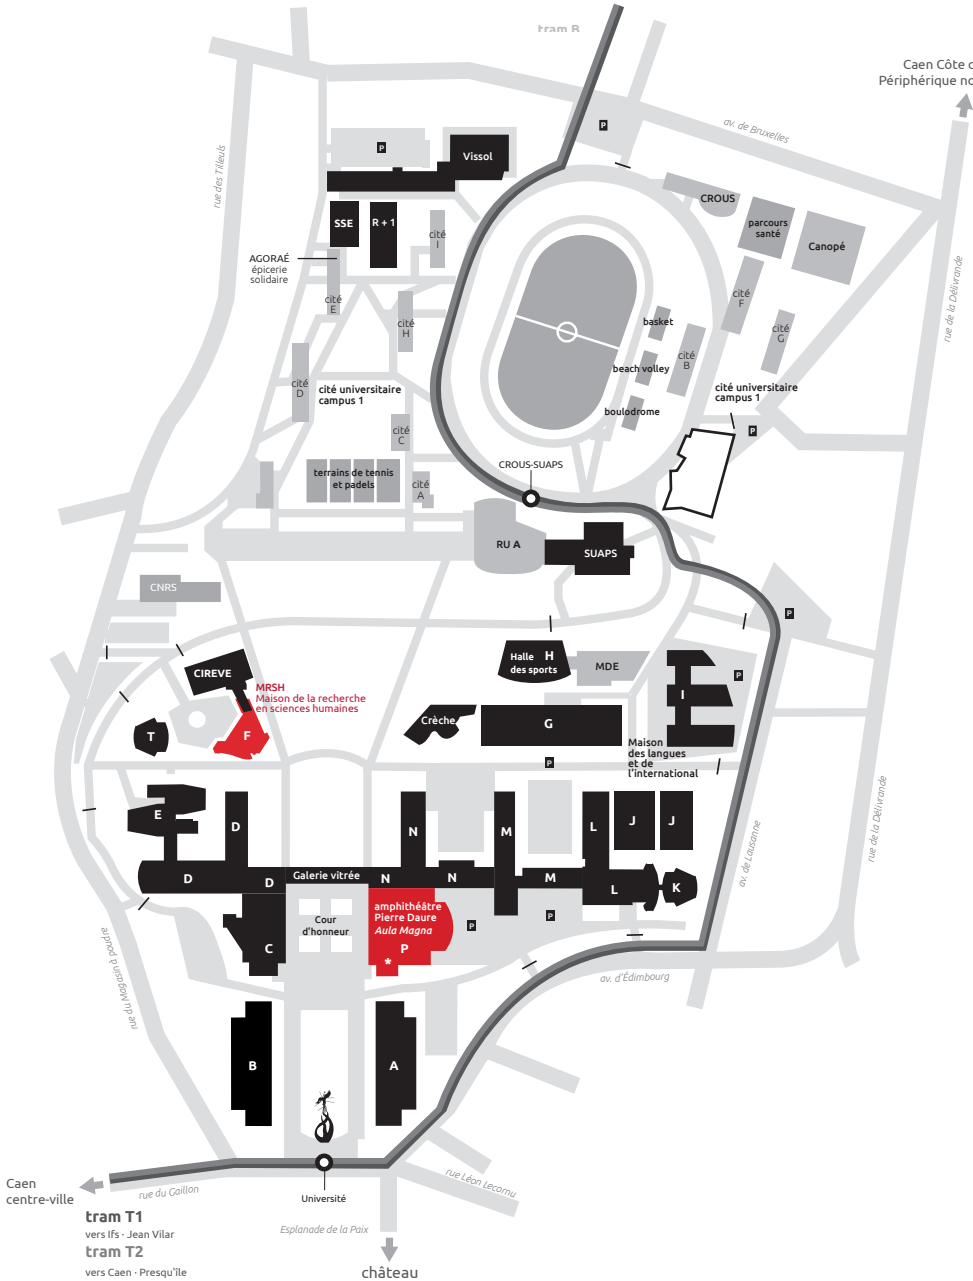 tram B
Caen Côte d
Périphérique no
av. de Bruxelles
rue des Tilleuls
P
P
Vissol
SSE
R + 1
cité
I
CROUS
parcours
santé
Canopé
AGORAÉ
épicerie
solidaire
cité
E
cité
H
cité
F
cité
G
rue de la Délivrande
basket
beach volley
boulodrome
cité
B
cité
D
cité universitaire
campus 1
cité universitaire
campus 1
P
cité
C
CROUS-SUAPS
terrains de tennis
et padels
cité
A
RU A
SUAPS
CNRS
P
CIREVE
MRSH
Maison de la recherche
en sciences humaines
Halle H
des sports
MDE
I
P
T
F
Crèche
G
Maison
des langues
et de
l'international
P
E
D
N
M
L
J
J
rue de la Délivrande
av. de Lausanne
D
D
Galerie vitrée
N
N
M
L
K
amphithéâtre
Pierre Daure
Aula Magna
P
*
Cour
d'honneur
C
P
P
rue du Magasin à poudre
av. d'Édimbourg
B
A
Caen
centre-ville
rue du Gaillon
Université
rue Léon Lecornu
tram T1
vers Ifs · Jean Vilar
tram T2
vers Caen · Presqu'île
Esplanade de la Paix
château